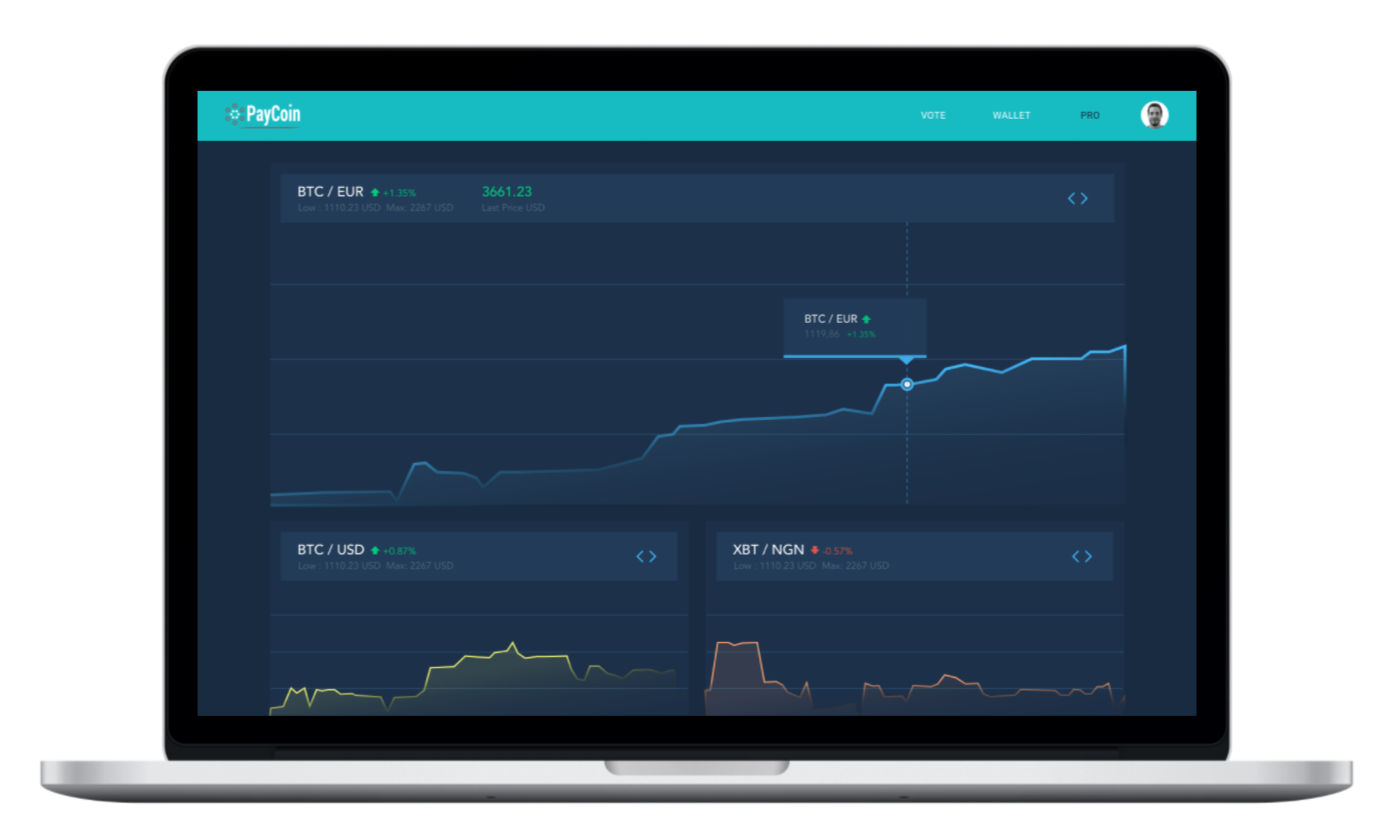 PayCoin
VOTE WALLET PRO
BTC / EUR +1.35% 3661.23
Low : 1110.23 USD Max: 2267 USD Last Price USD
BTC / EUR
1119,86 +1.35%
BTC / USD +0.87%
Low : 1110.23 USD Max: 2267 USD
XBT / NGN -0.57%
Low : 1110.23 USD Max: 2267 USD